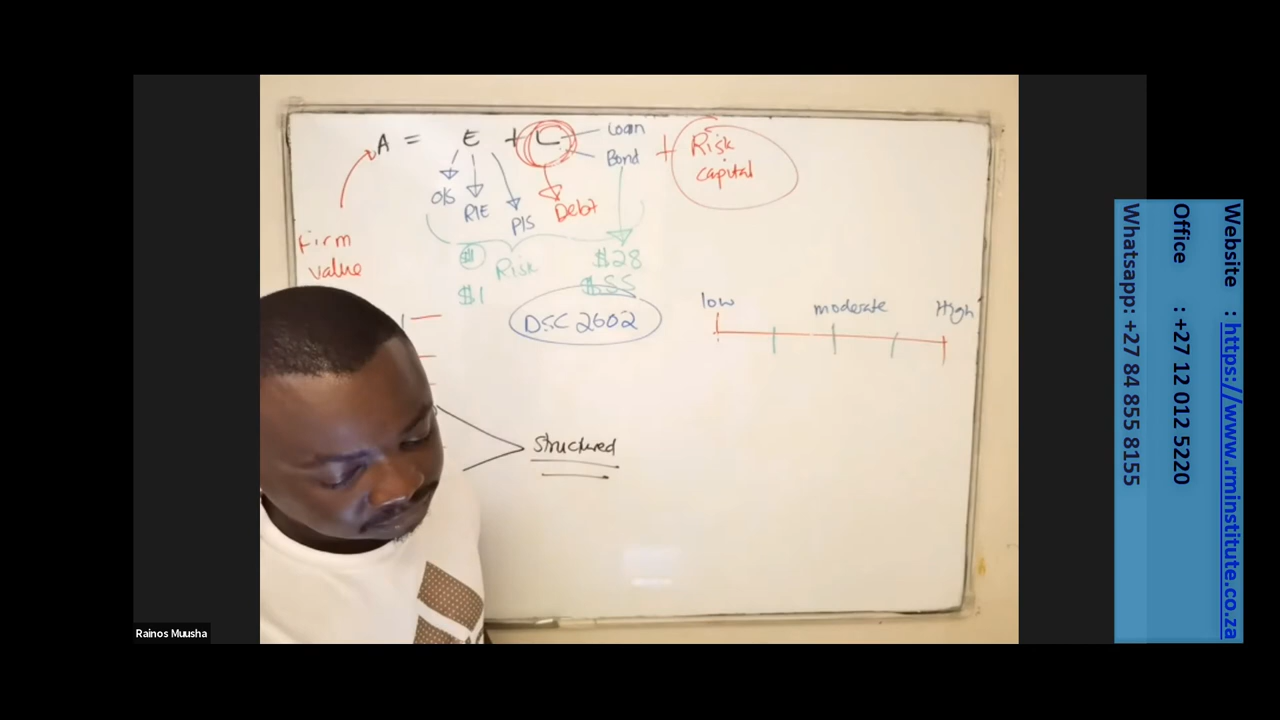 A = E + L Loan
Bond
+ Risk
capital
O/S
R/E
P/S
Debt
Firm
value
$1 Risk $28
$1 $55
DSC 2602
low moderate High
Structured
Rainos Muusha
Website : https://www.rminstitute.co.za
Office : +27 12 012 5220
Whatsapp: +27 84 855 8155